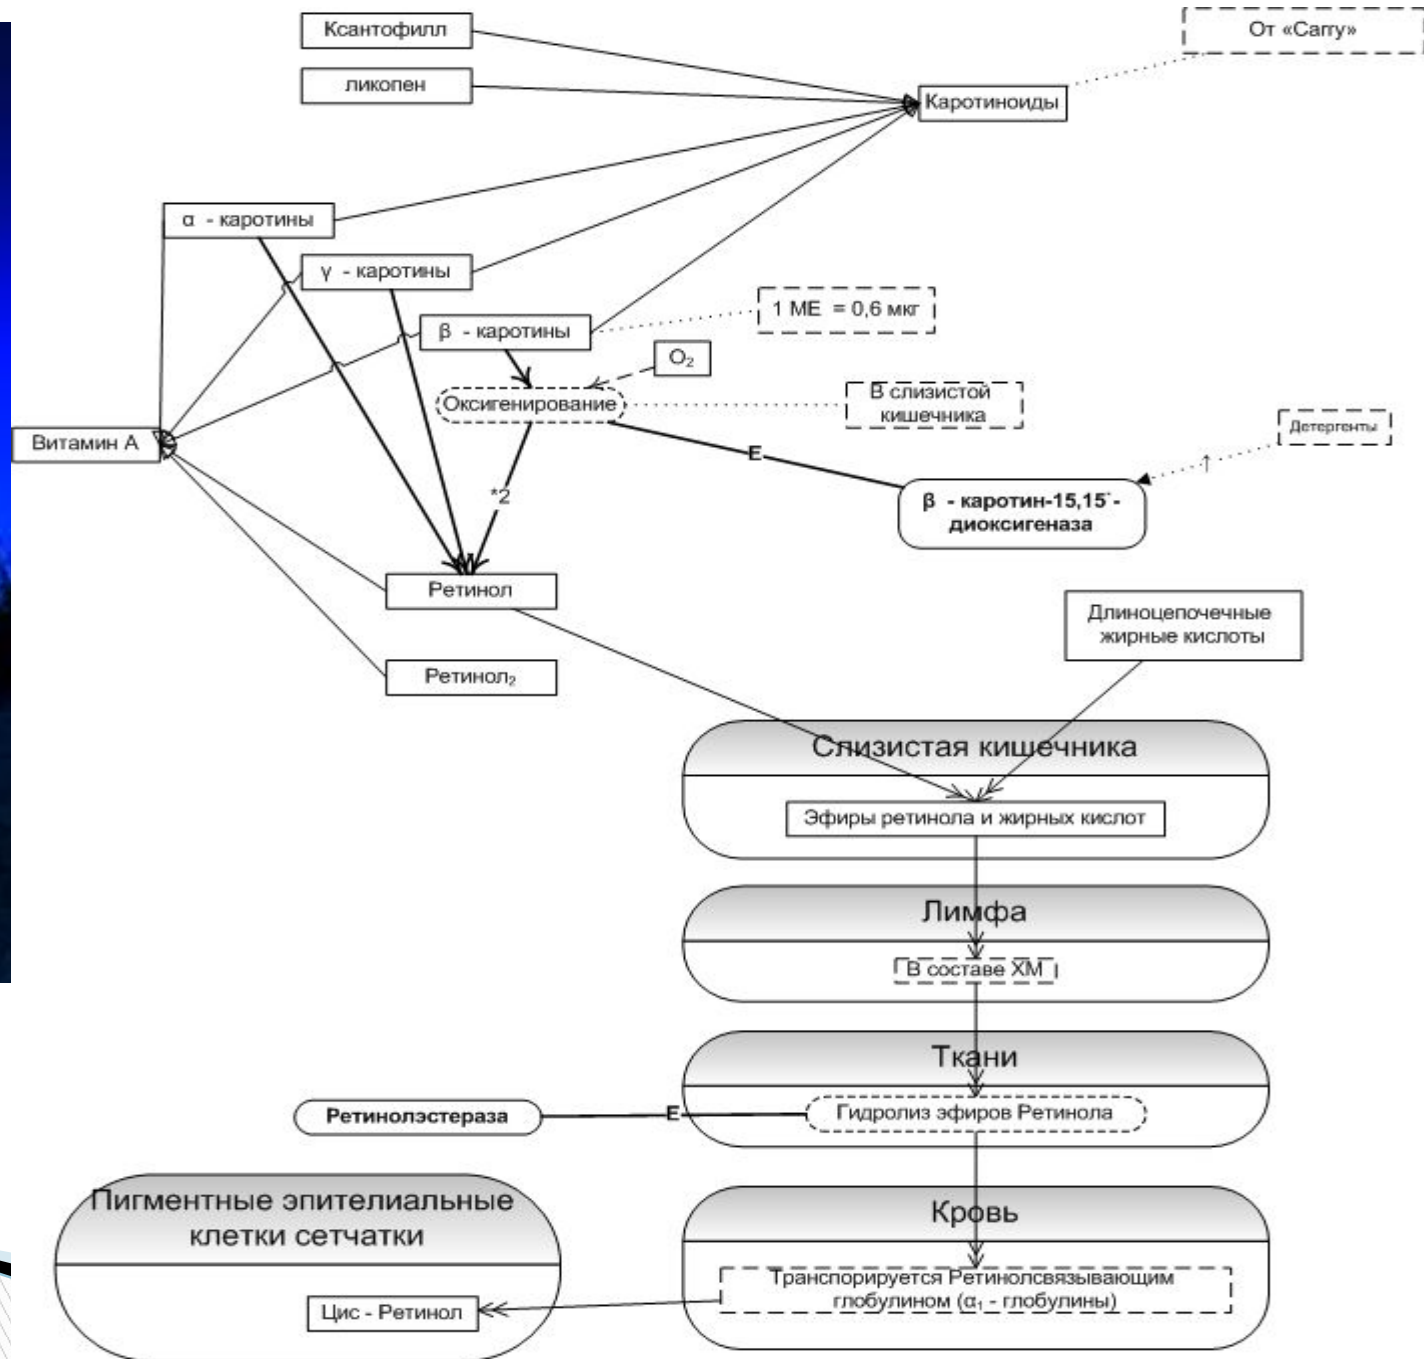 Ксантофилл
От «Carry»
ликопен
Каротиноиды
α - каротины
γ - каротины
1 МЕ = 0,6 мкг
β - каротины
O₂
Оксигенирование
В слизистой
кишечника
Детергенты
Витамин А
Е
↑
*2
β - каротин-15,15`-
диоксигеназа
Ретинол
Длиноцепочечные
жирные кислоты
Ретинол₂
Слизистая кишечника
Эфиры ретинола и жирных кислот
Лимфа
В составе ХМ
Ткани
Ретинолэстераза
Е
Гидролиз эфиров Ретинола
Пигментные эпителиальные
клетки сетчатки
Кровь
Транспорируется Ретинолсвязывающим
глобулином (α₁ - глобулины)
Цис - Ретинол